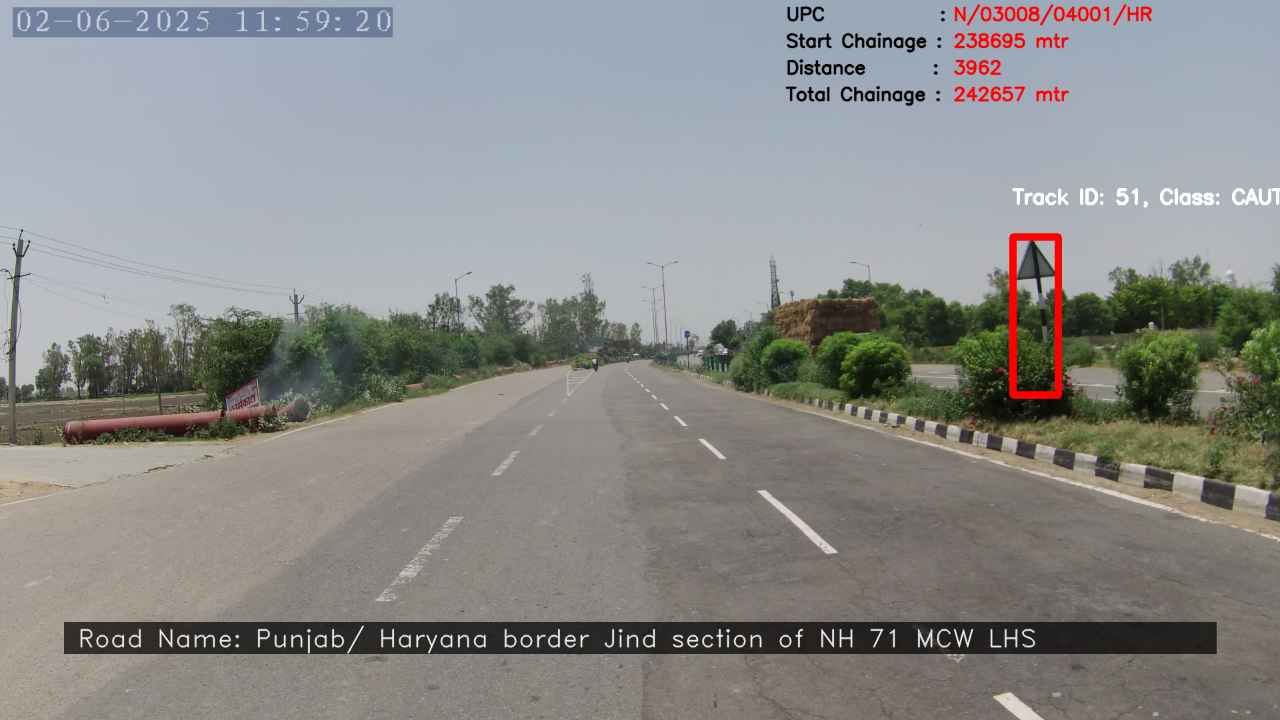 02-06-2025 11:59:20
UPC : N/03008/04001/HR
Start Chainage : 238695 mtr
Distance : 3962
Total Chainage : 242657 mtr
Track ID: 51, Class: CAUT
Road Name: Punjab/ Haryana border Jind section of NH 71 MCW LHS